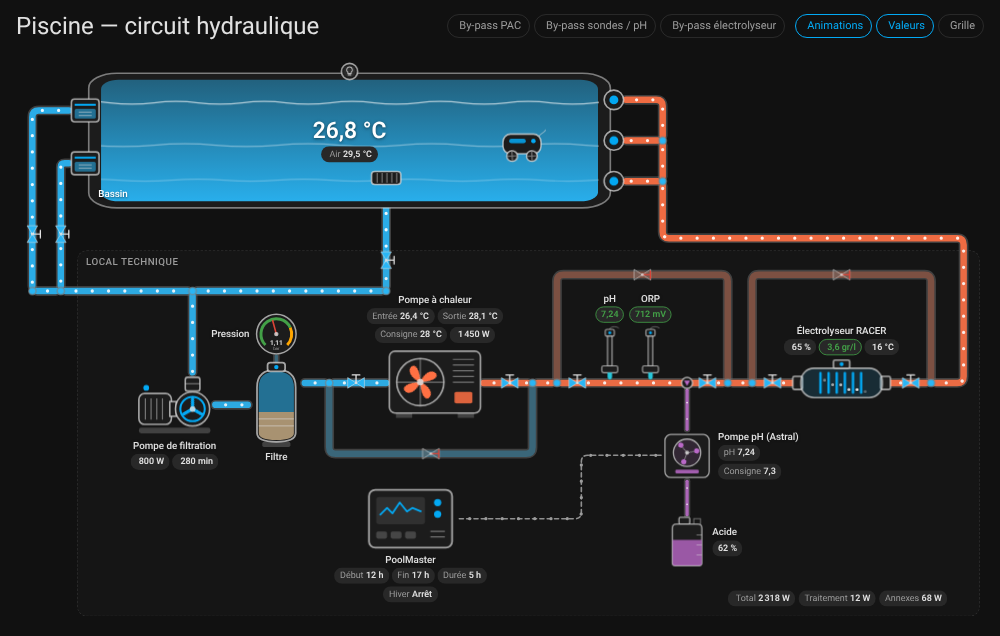 Piscine — circuit hydraulique
By-pass PAC
By-pass sondes / pH
By-pass électrolyseur
Animations
Valeurs
Grille
26,8 °C
Air 29,5 °C
Bassin
LOCAL TECHNIQUE
Pompe à chaleur
Entrée 26,4 °C
Sortie 28,1 °C
Consigne 28 °C
1 450 W
pH
ORP
7,24
712 mV
Électrolyseur RACER
65 %
3,6 gr/l
16 °C
Pression
1,11
bar
Pompe de filtration
800 W
280 min
Filtre
Pompe pH (Astral)
pH 7,24
Consigne 7,3
PoolMaster
Début 12 h
Fin 17 h
Durée 5 h
Hiver Arrêt
Acide
62 %
Total 2 318 W
Traitement 12 W
Annexes 68 W